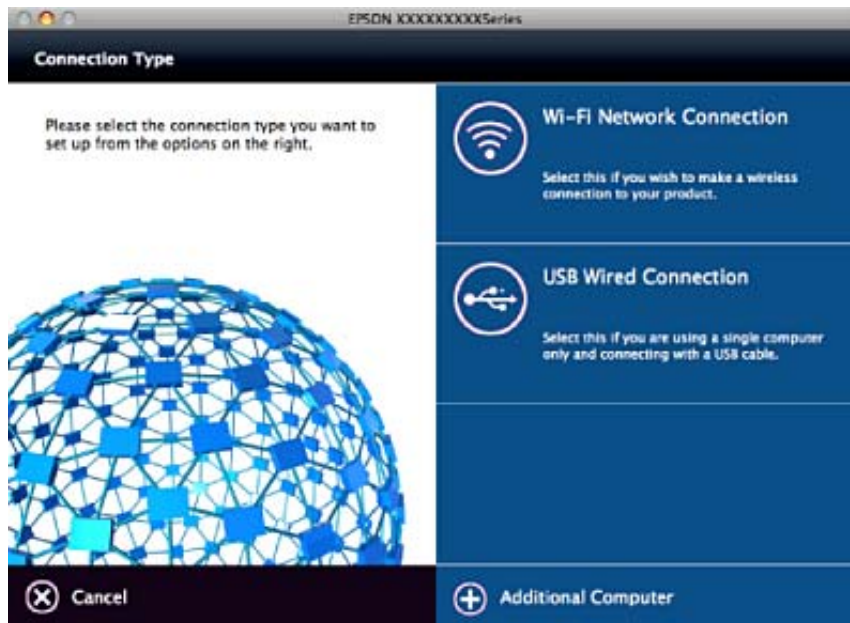 EPSON XXXXXXXXXSeries
Connection Type
Please select the connection type you want to
set up from the options on the right.
Wi-Fi Network Connection
Select this if you wish to make a wireless
connection to your product.
USB Wired Connection
Select this if you are using a single computer
only and connecting with a USB cable.
Cancel
Additional Computer